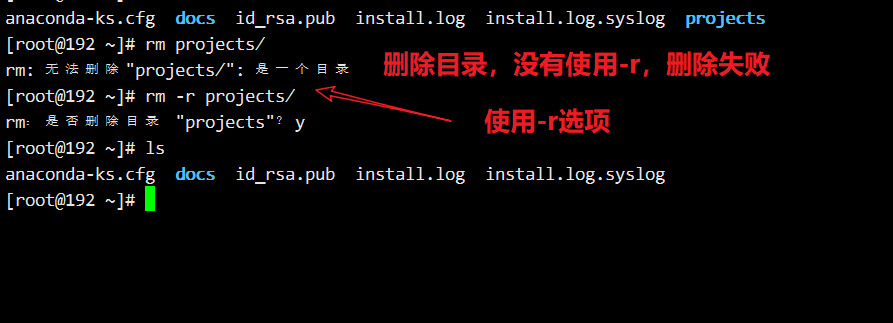 anaconda-ks.cfg  docs  id_rsa.pub  install.log  install.log.syslog  projects
[root@192 ~]# rm projects/
rm: 无法删除"projects/": 是一个目录
删除目录，没有使用-r，删除失败
[root@192 ~]# rm -r projects/
rm：是否删除目录 "projects"？y
使用-r选项
[root@192 ~]# ls
anaconda-ks.cfg  docs  id_rsa.pub  install.log  install.log.syslog
[root@192 ~]#